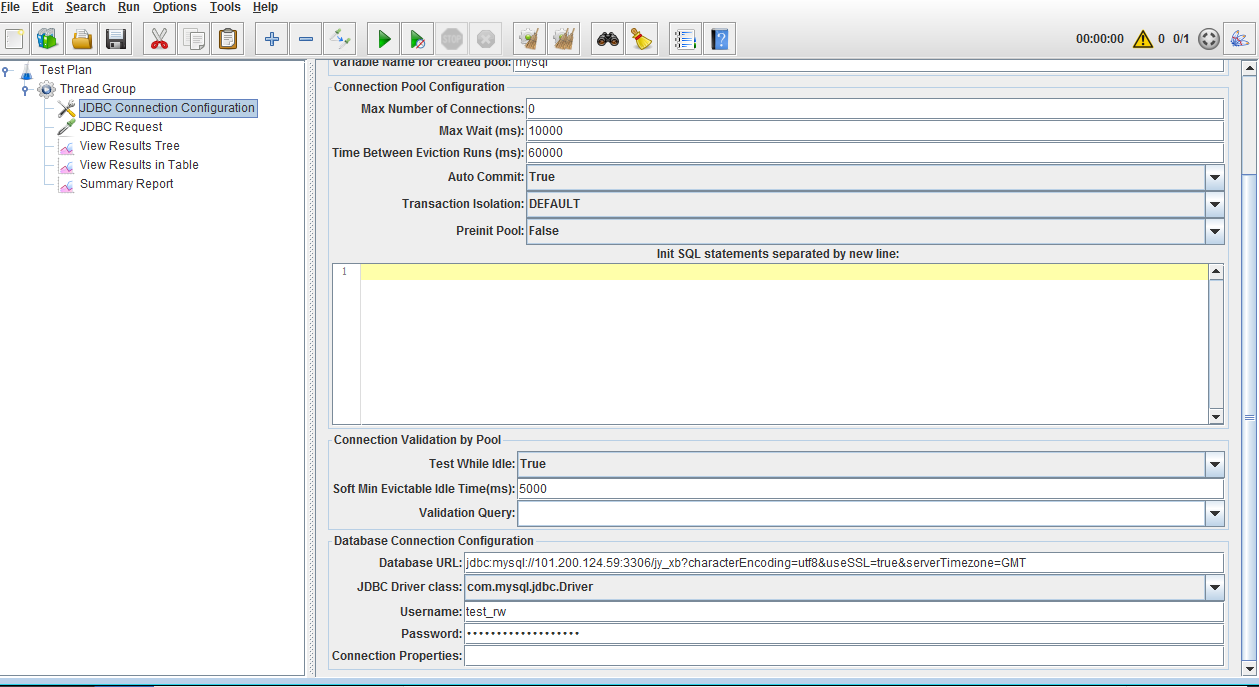 File Edit Search Run Options Tools Help
00:00:00 0 0/1
Test Plan
Thread Group
JDBC Connection Configuration
JDBC Request
View Results Tree
View Results in Table
Summary Report
Variable Name for created pool: mysql
Connection Pool Configuration
Max Number of Connections: 0
Max Wait (ms): 10000
Time Between Eviction Runs (ms): 60000
Auto Commit: True
Transaction Isolation: DEFAULT
Preinit Pool: False
Init SQL statements separated by new line:
1
Connection Validation by Pool
Test While Idle: True
Soft Min Evictable Idle Time(ms): 5000
Validation Query:
Database Connection Configuration
Database URL: jdbc:mysql://101.200.124.59:3306/jy_xb?characterEncoding=utf8&useSSL=true&serverTimezone=GMT
JDBC Driver class: com.mysql.jdbc.Driver
Username: test_rw
Password: •••••••••••••••••••
Connection Properties: